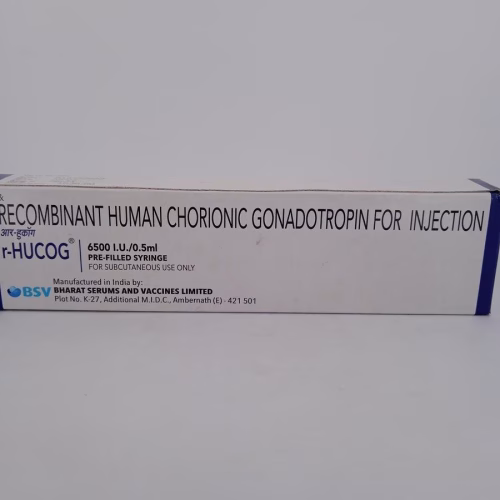 RECOMBINANT HUMAN CHORIONIC GONADOTROPIN FOR INJECTION
आर-हुकॉग
r-HUCOG®
6500 I.U./0.5ml
PRE-FILLED SYRINGE
FOR SUBCUTANEOUS USE ONLY
BSV
Manufactured in India by:
BHARAT SERUMS AND VACCINES LIMITED
Plot No. K-27, Additional M.I.D.C., Ambernath (E) - 421 501